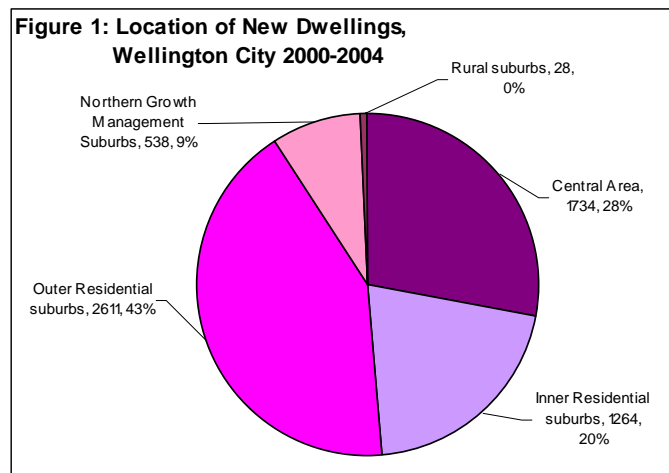 Figure 1: Location of New Dwellings,
Wellington City 2000-2004
Rural suburbs, 28,
0%
Northern Growth
Management
Suburbs, 538, 9%
Central Area,
1734, 28%
Outer Residential
suburbs, 2611, 43%
Inner Residential
suburbs, 1264,
20%